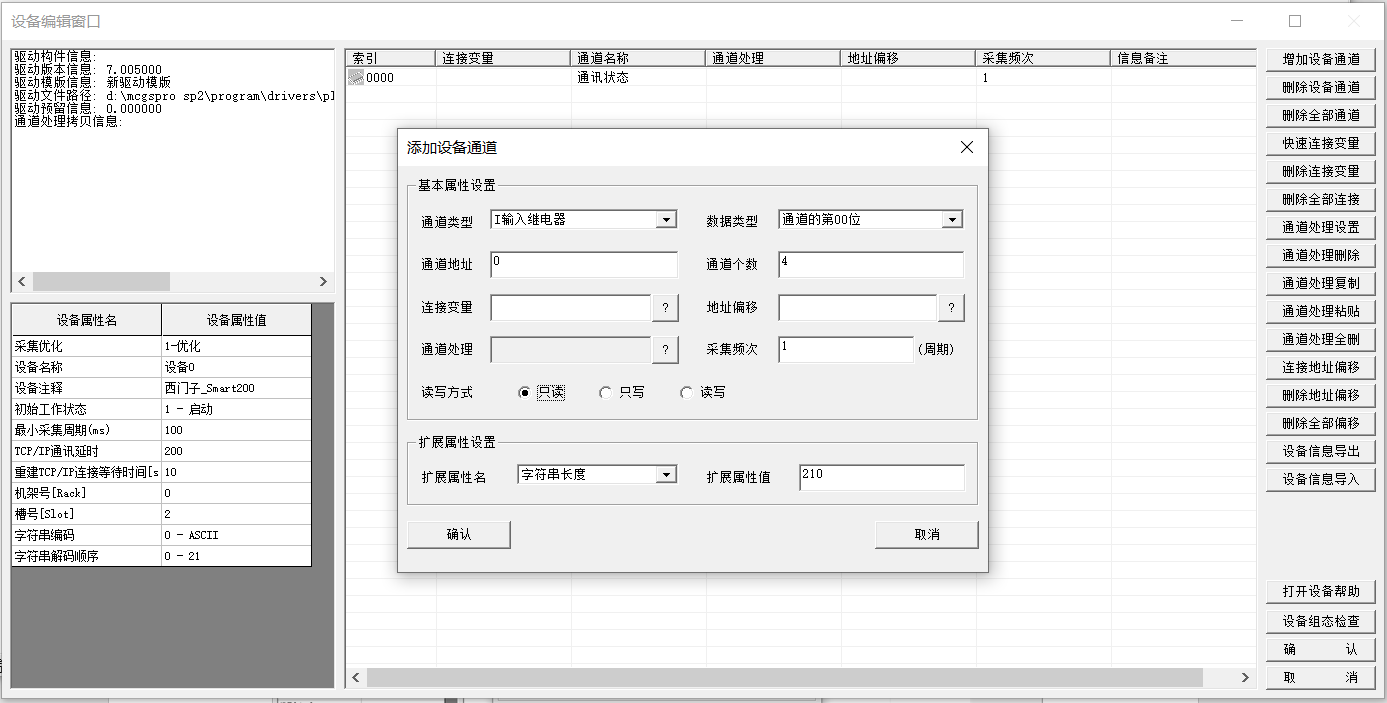 设备编辑窗口
驱动构件信息:
驱动版本信息: 7.005000
驱动模版信息: 新驱动模版
驱动文件路径: d:\mcgspro sp2\program\drivers\pl
驱动预留信息: 0.000000
通道处理拷贝信息:
设备属性名 设备属性值
采集优化 1-优化
设备名称 设备0
设备注释 西门子_Smart200
初始工作状态 1 - 启动
最小采集周期(ms) 100
TCP/IP通讯延时 200
重建TCP/IP连接等待时间[s 10
机架号[Rack] 0
槽号[Slot] 2
字符串编码 0 - ASCII
字符串解码顺序 0 - 21
索引 连接变量 通道名称 通道处理 地址偏移 采集频次 信息备注
0000 通讯状态 1
添加设备通道
基本属性设置
通道类型 I输入继电器 数据类型 通道的第00位
通道地址 0 通道个数 4
连接变量 ? 地址偏移 ?
通道处理 ? 采集频次 1 (周期)
读写方式 只读 只写 读写
扩展属性设置
扩展属性名 字符串长度 扩展属性值 210
确认 取消
增加设备通道
删除设备通道
删除全部通道
快速连接变量
删除连接变量
删除全部连接
通道处理设置
通道处理删除
通道处理复制
通道处理粘贴
通道处理全删
连接地址偏移
删除地址偏移
删除全部偏移
设备信息导出
设备信息导入
打开设备帮助
设备组态检查
确 认
取 消